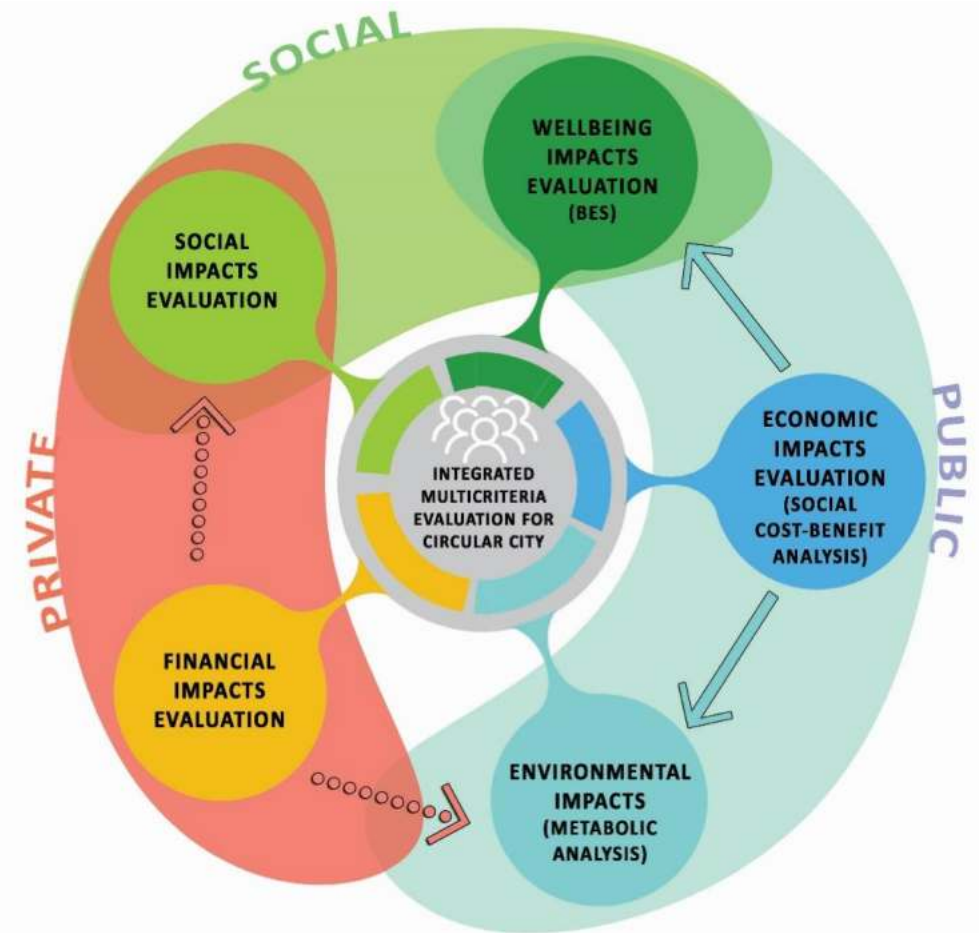 SOCIAL
WELLBEING
IMPACTS
EVALUATION
(BES)
SOCIAL
IMPACTS
EVALUATION
PRIVATE
PUBLIC
ECONOMIC
IMPACTS
EVALUATION
(SOCIAL
COST-BENEFIT
ANALYSIS)
INTEGRATED
MULTICRITERIA
EVALUATION FOR
CIRCULAR CITY
FINANCIAL
IMPACTS
EVALUATION
ENVIRONMENTAL
IMPACTS
(METABOLIC
ANALYSIS)